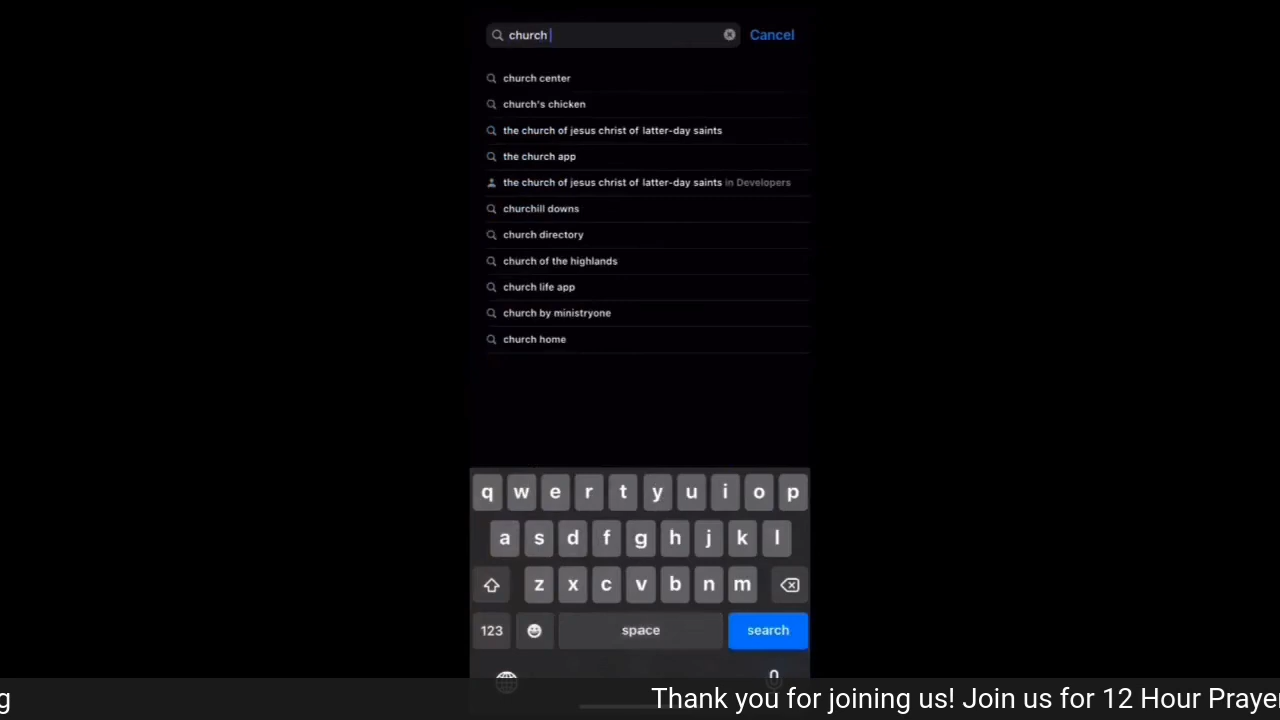 church
Cancel
church center
church's chicken
the church of jesus christ of latter-day saints
the church app
the church of jesus christ of latter-day saints in Developers
churchill downs
church directory
church of the highlands
church life app
church by ministryone
church home
q w e r t y u i o p
a s d f g h j k l
z x c v b n m
123 space search
g Thank you for joining us! Join us for 12 Hour Praye